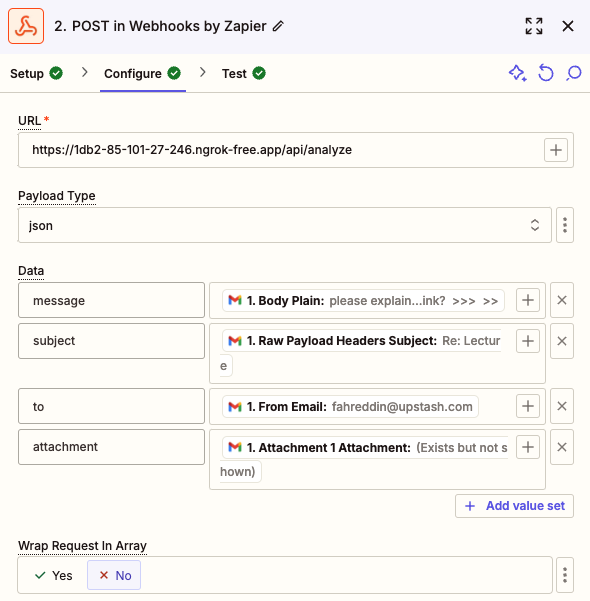 2. POST in Webhooks by Zapier
Setup Configure Test
URL*
https://1db2-85-101-27-246.ngrok-free.app/api/analyze
Payload Type
json
Data
message 1. Body Plain: please explain...ink? >>> >>
subject 1. Raw Payload Headers Subject: Re: Lectur
e
to 1. From Email: fahreddin@upstash.com
attachment 1. Attachment 1 Attachment: (Exists but not s
hown)
+ Add value set
Wrap Request In Array
Yes No